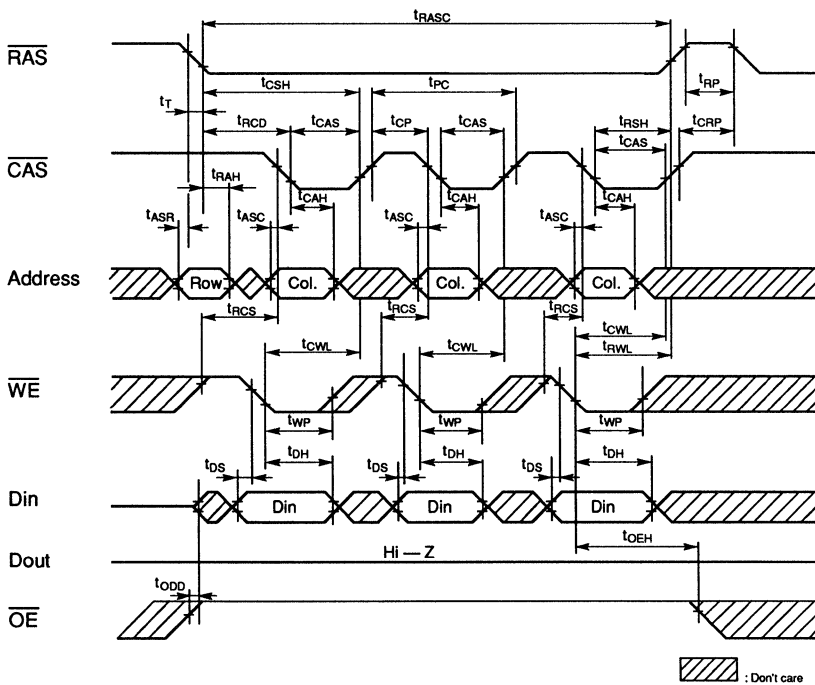 tRASC
RAS
tRP
tCSH
tPC
tT
tRCD
tCAS
tCP
tCAS
tRSH
tCRP
tCAS
CAS
tRAH
tCAH
tCAH
tCAH
tASR
tASC
tASC
tASC
Address
Row
Col.
Col.
Col.
tRCS
tRCS
tRCS
tCWL
tCWL
tCWL
tRWL
WE
tWP
tWP
tWP
tDH
tDH
tDH
tDS
tDS
tDS
Din
Din
Din
Din
tOEH
Dout
Hi — Z
tODD
OE
: Don't care